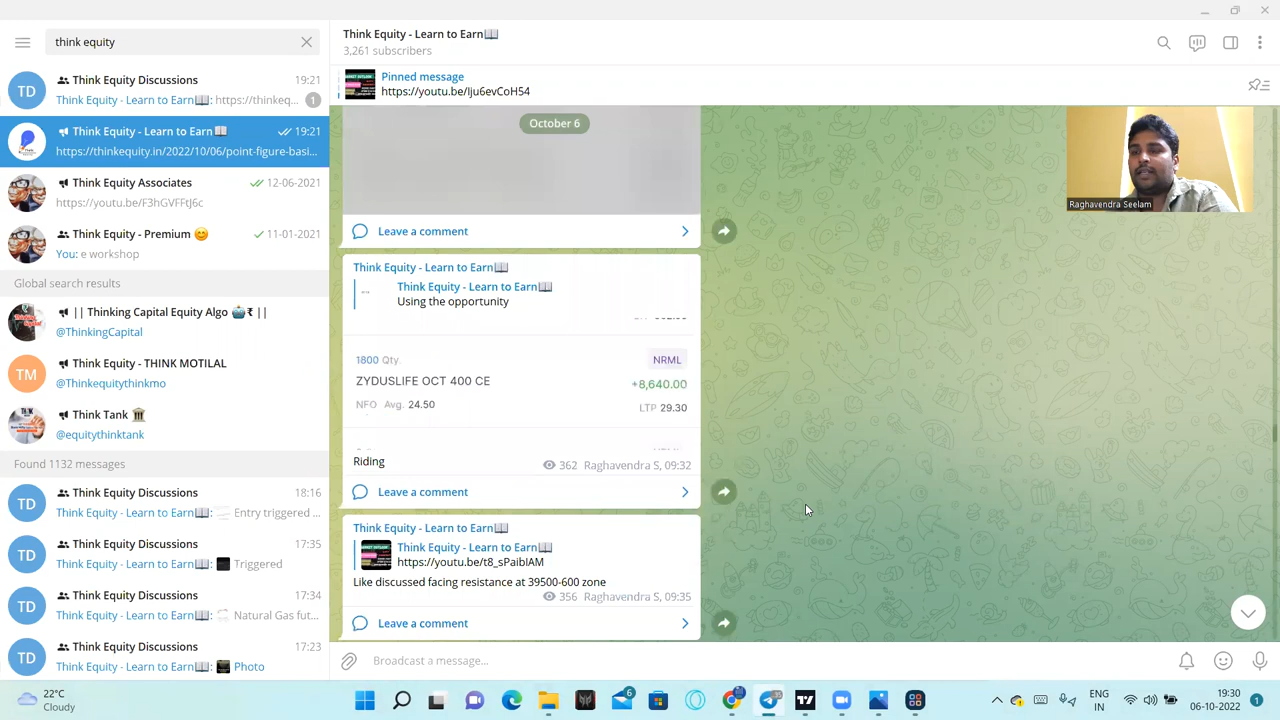 think equity
Think Equity Discussions 19:21
Think Equity - Learn to Earn📖: https://thinkeq... 1
Think Equity - Learn to Earn📖 19:21
https://thinkequity.in/2022/10/06/point-figure-basi...
Think Equity Associates 12-06-2021
https://youtu.be/F3hGVFFtJ6c
Think Equity - Premium 😊 11-01-2021
You: e workshop
Global search results
|| Thinking Capital Equity Algo 🤖₹ ||
@ThinkingCapital
TM
Think Equity - THINK MOTILAL
@Thinkequitythinkmo
Think Tank 🏛
@equitythinktank
Found 1132 messages
TD
Think Equity Discussions 18:16
Think Equity - Learn to Earn📖: Entry triggered ...
TD
Think Equity Discussions 17:35
Think Equity - Learn to Earn📖: Triggered
TD
Think Equity Discussions 17:34
Think Equity - Learn to Earn📖: Natural Gas fut...
TD
Think Equity Discussions 17:23
Think Equity - Learn to Earn📖: Photo
Think Equity - Learn to Earn📖
3,261 subscribers
Pinned message
https://youtu.be/lju6evCoH54
October 6
Raghavendra Seelam
Leave a comment
Think Equity - Learn to Earn📖
Think Equity - Learn to Earn📖
Using the opportunity
1800 Qty. NRML
ZYDUSLIFE OCT 400 CE +8,640.00
NFO Avg. 24.50 LTP 29.30
Riding 362 Raghavendra S, 09:32
Leave a comment
Think Equity - Learn to Earn📖
Think Equity - Learn to Earn📖
https://youtu.be/t8_sPaibIAM
Like discussed facing resistance at 39500-600 zone
356 Raghavendra S, 09:35
Leave a comment
Broadcast a message...
22°C
Cloudy
6
ENG
IN
19:30
06-10-2022
1